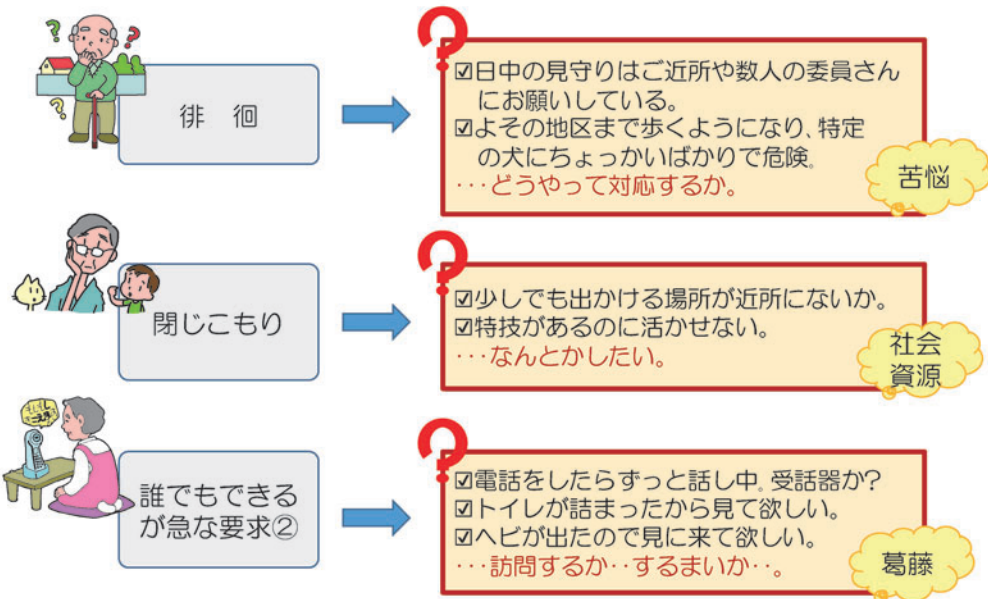 徘　徊
☑日中の見守りはご近所や数人の委員さん
にお願いしている。
☑よその地区まで歩くようになり、特定
の犬にちょっかいばかりで危険。
･･･どうやって対応するか。
苦悩
閉じこもり
☑少しでも出かける場所が近所にないか。
☑特技があるのに活かせない。
･･･なんとかしたい。
社会
資源
誰でもできる
が急な要求②
☑電話をしたらずっと話し中。受話器か?
☑トイレが詰まったから見て欲しい。
☑ヘビが出たので見に来て欲しい。
･･･訪問するか･･するまいか･･。
葛藤